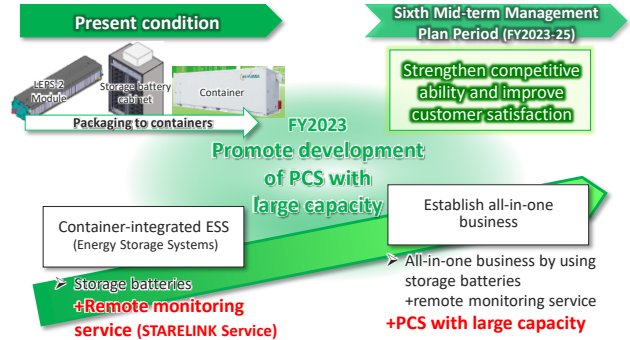 Present condition
Sixth Mid-term Management
Plan Period (FY2023-25)
LEPS 2
Module
Storage battery
cabinet
Container
Packaging to containers
Strengthen competitive
ability and improve
customer satisfaction
FY2023
Promote development
of PCS with
large capacity
Container-integrated ESS
(Energy Storage Systems)
➤ Storage batteries
+Remote monitoring
service (STARELINK Service)
Establish all-in-one
business
➤ All-in-one business by using
storage batteries
+remote monitoring service
+PCS with large capacity